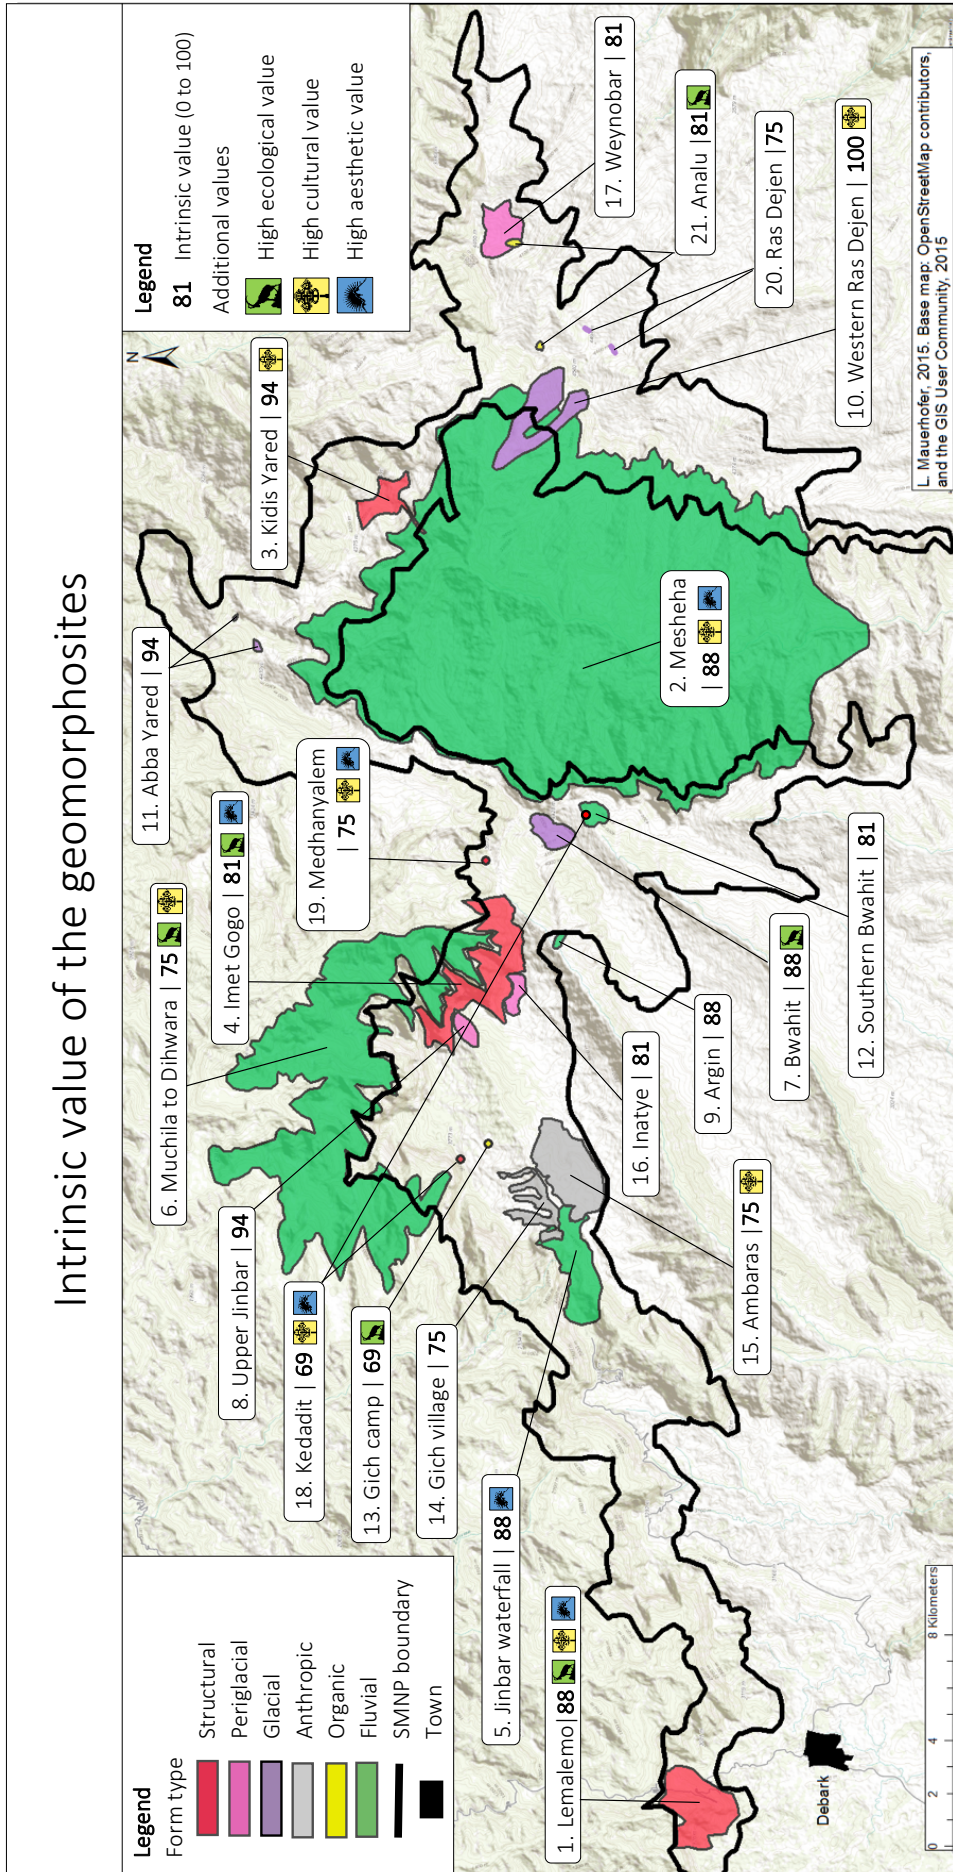 Intrinsic value of the geomorphosites
Legend
Form type
Structural
Periglacial
Glacial
Anthropic
Organic
Fluvial
SMNP boundary
Town
Legend
81 Intrinsic value (0 to 100)
Additional values
High ecological value
High cultural value
High aesthetic value
N
6. Muchila to Dihwara | 75
11. Abba Yared | 94
4. Imet Gogo | 81
8. Upper Jinbar | 94
3. Kidis Yared | 94
18. Kedadit | 69
19. Medhanyalem
| 75
13. Gich camp | 69
14. Gich village | 75
5. Jinbar waterfall | 88
1. Lemalemo | 88
17. Weynobar | 81
21. Analu | 81
20. Ras Dejen | 75
10. Western Ras Dejen | 100
2. Mesheha
| 88
16. Inatye | 81
9. Argin | 88
15. Ambaras | 75
7. Bwahit | 88
12. Southern Bwahit | 81
Debark
0 2 4 8 Kilometers
L. Mauerhofer, 2015. Base map: OpenStreetMap contributors,
and the GIS User Community, 2015